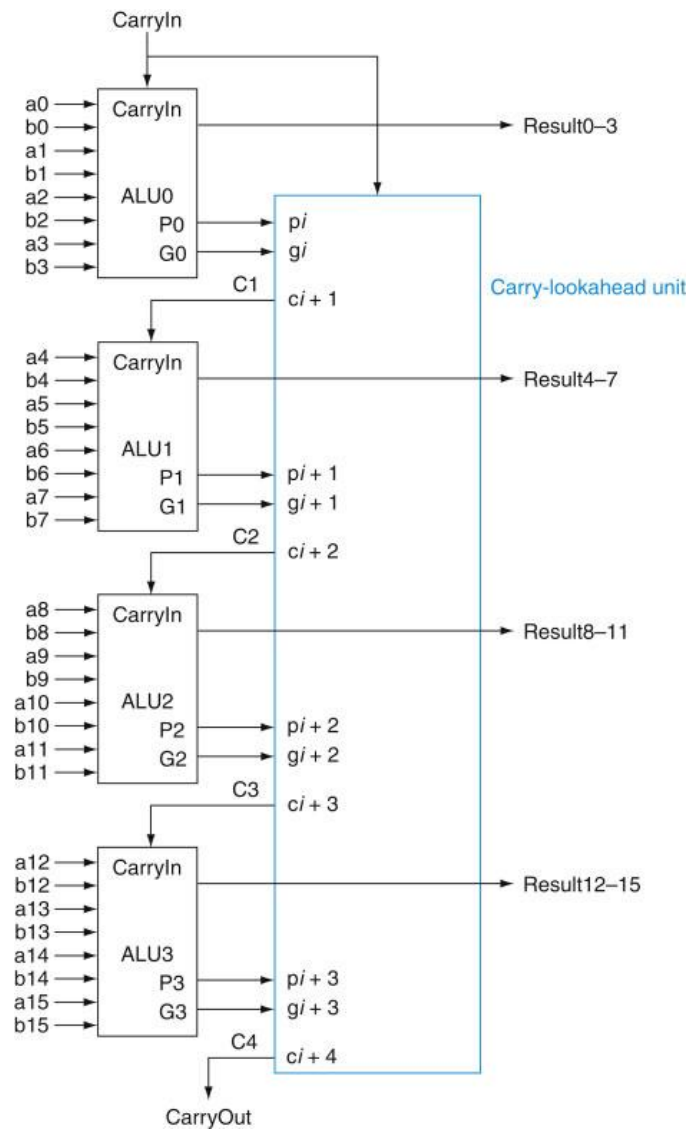 CarryIn
a0
b0
a1
b1
a2
b2
a3
b3
CarryIn
ALU0
P0
G0
Result0–3
pi
gi
Carry-lookahead unit
C1
ci + 1
a4
b4
a5
b5
a6
b6
a7
b7
CarryIn
ALU1
P1
G1
Result4–7
pi + 1
gi + 1
C2
ci + 2
a8
b8
a9
b9
a10
b10
a11
b11
CarryIn
ALU2
P2
G2
Result8–11
pi + 2
gi + 2
C3
ci + 3
a12
b12
a13
b13
a14
b14
a15
b15
CarryIn
ALU3
P3
G3
Result12–15
pi + 3
gi + 3
C4
ci + 4
CarryOut